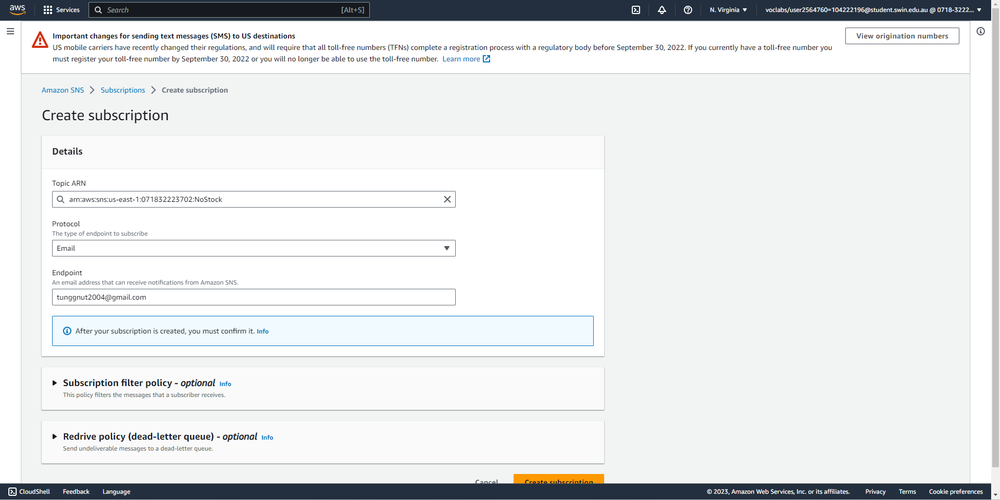 aws
Services
Search
[Alt+S]
N. Virginia
voclabs/user2564760=104222196@student.swin.edu.au @ 0718-3222...
Important changes for sending text messages (SMS) to US destinations
US mobile carriers have recently changed their regulations, and will require that all toll-free numbers (TFNs) complete a registration process with a regulatory body before September 30, 2022. If you currently have a toll-free number you
must register your toll-free number by September 30, 2022 or you will no longer be able to use the toll-free number. Learn more
View origination numbers
Amazon SNS
Subscriptions
Create subscription
Create subscription
Details
Topic ARN
arn:aws:sns:us-east-1:071832223702:NoStock
Protocol
The type of endpoint to subscribe
Email
Endpoint
An email address that can receive notifications from Amazon SNS.
tunggnut2004@gmail.com
After your subscription is created, you must confirm it. Info
Subscription filter policy - optional Info
This policy filters the messages that a subscriber receives.
Redrive policy (dead-letter queue) - optional Info
Send undeliverable messages to a dead-letter queue.
Cancel
Create subscription
CloudShell
Feedback
Language
© 2023, Amazon Web Services, Inc. or its affiliates.
Privacy
Terms
Cookie preferences